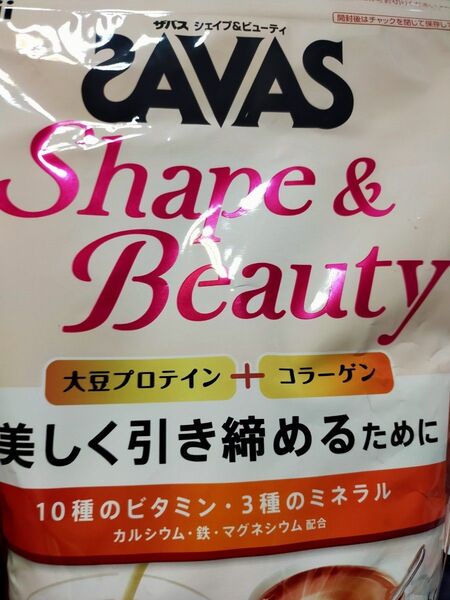 開封後はチャックを閉じて保存して
ザバス シェイプ&ビューティ
SAVAS
Shape &
Beauty
大豆プロテイン + コラーゲン
美しく引き締めるために
10種のビタミン・3種のミネラル
カルシウム・鉄・マグネシウム配合